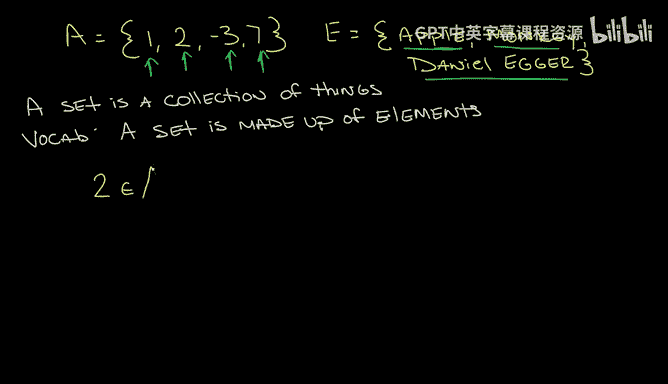 A = {1, 2, -3, 7} E = {
GPT中英字幕课程资源 bilibili
DANIEL EGGER}
A SET IS A COLLECTION OF THINGS
VOCAB: A SET IS MADE UP OF ELEMENTS
2 ∈